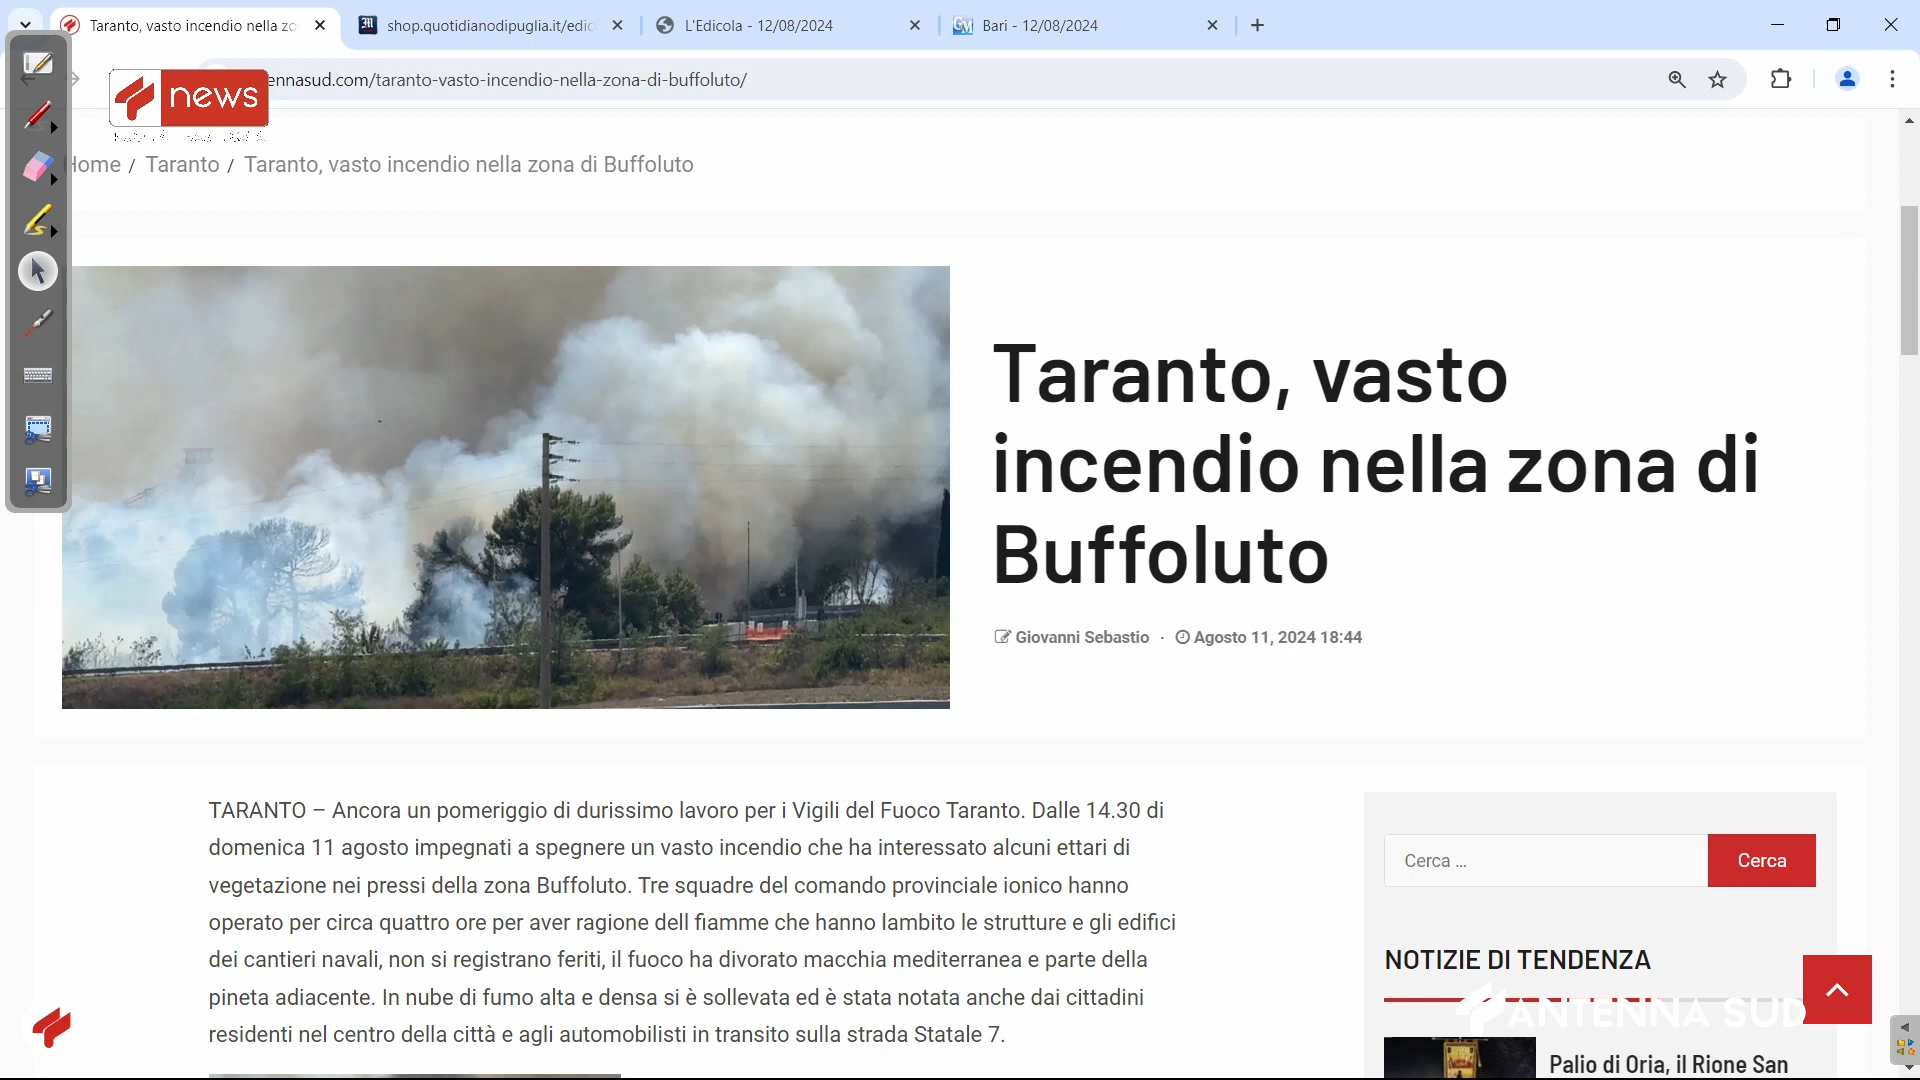 Taranto, vasto incendio nella zo
shop.quotidianodipuglia.it/edic
L'Edicola - 12/08/2024
Bari - 12/08/2024
ennasud.com/taranto-vasto-incendio-nella-zona-di-buffoluto/
news
Home / Taranto / Taranto, vasto incendio nella zona di Buffoluto
Taranto, vasto
incendio nella zona di
Buffoluto
Giovanni Sebastio · Agosto 11, 2024 18:44
TARANTO – Ancora un pomeriggio di durissimo lavoro per i Vigili del Fuoco Taranto. Dalle 14.30 di
domenica 11 agosto impegnati a spegnere un vasto incendio che ha interessato alcuni ettari di
vegetazione nei pressi della zona Buffoluto. Tre squadre del comando provinciale ionico hanno
operato per circa quattro ore per aver ragione dell fiamme che hanno lambito le strutture e gli edifici
dei cantieri navali, non si registrano feriti, il fuoco ha divorato macchia mediterranea e parte della
pineta adiacente. In nube di fumo alta e densa si è sollevata ed è stata notata anche dai cittadini
residenti nel centro della città e agli automobilisti in transito sulla strada Statale 7.
Cerca …
Cerca
NOTIZIE DI TENDENZA
ANTENNA SUD
Palio di Oria, il Rione San